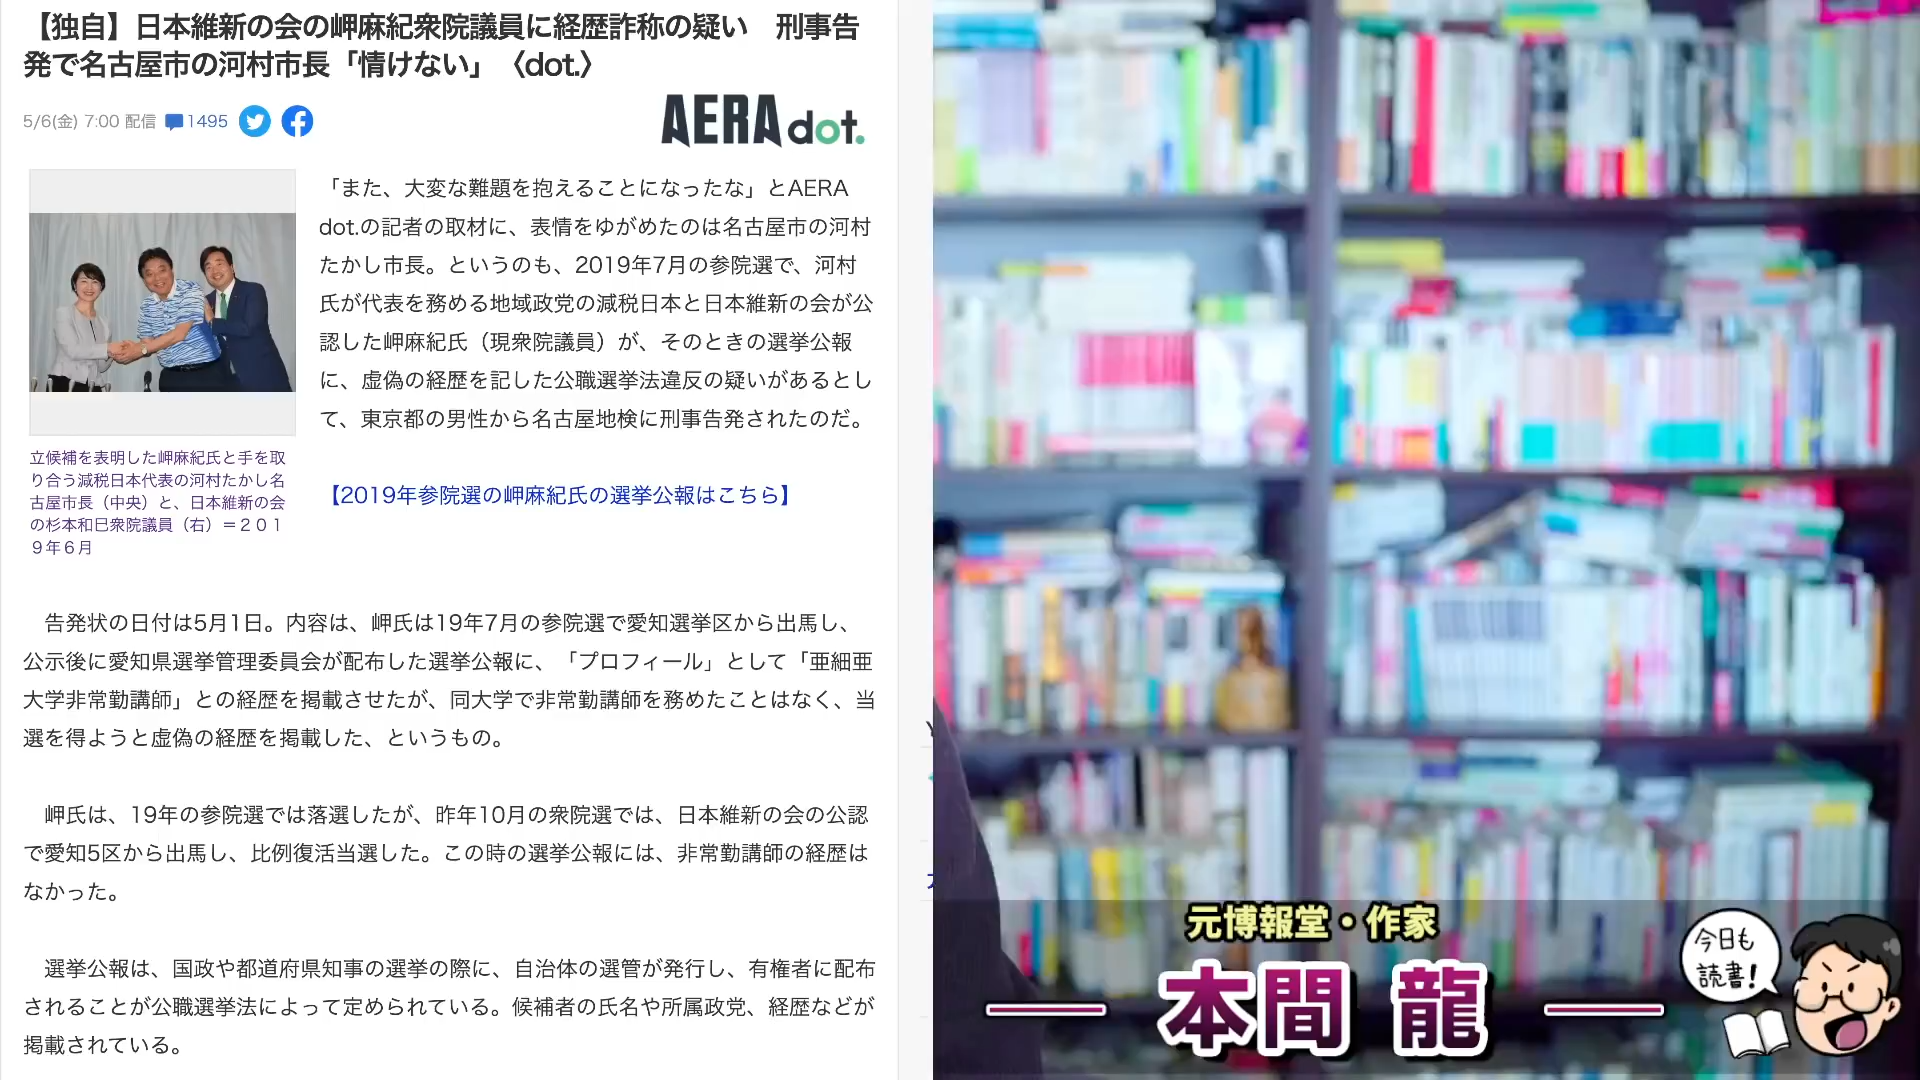 【独自】日本維新の会の岬麻紀衆院議員に経歴詐称の疑い　刑事告
発で名古屋市の河村市長「情けない」〈dot.〉
5/6(金) 7:00 配信 1495
AERA dot.
「また、大変な難題を抱えることになったな」とAERA
dot.の記者の取材に、表情をゆがめたのは名古屋市の河村
たかし市長。というのも、2019年7月の参院選で、河村
氏が代表を務める地域政党の減税日本と日本維新の会が公
認した岬麻紀氏（現衆院議員）が、そのときの選挙公報
に、虚偽の経歴を記した公職選挙法違反の疑いがあるとし
て、東京都の男性から名古屋地検に刑事告発されたのだ。
立候補を表明した岬麻紀氏と手を取
り合う減税日本代表の河村たかし名
古屋市長（中央）と、日本維新の会
の杉本和巳衆院議員（右）＝２０１
９年６月
【2019年参院選の岬麻紀氏の選挙公報はこちら】
告発状の日付は5月1日。内容は、岬氏は19年7月の参院選で愛知選挙区から出馬し、
公示後に愛知県選挙管理委員会が配布した選挙公報に、「プロフィール」として「亜細亜
大学非常勤講師」との経歴を掲載させたが、同大学で非常勤講師を務めたことはなく、当
選を得ようと虚偽の経歴を掲載した、というもの。
岬氏は、19年の参院選では落選したが、昨年10月の衆院選では、日本維新の会の公認
で愛知5区から出馬し、比例復活当選した。この時の選挙公報には、非常勤講師の経歴は
なかった。
選挙公報は、国政や都道府県知事の選挙の際に、自治体の選管が発行し、有権者に配布
されることが公職選挙法によって定められている。候補者の氏名や所属政党、経歴などが
掲載されている。
元博報堂・作家
本間 龍
今日も
読書！